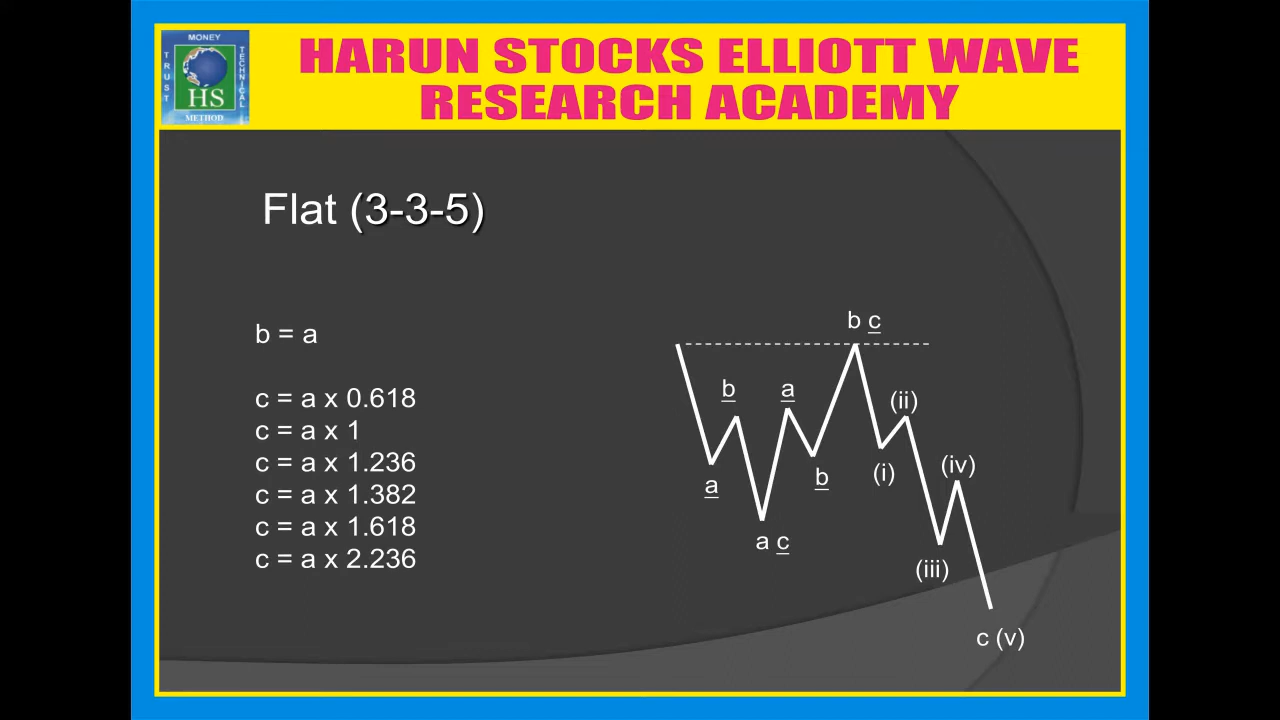 MONEY
TRUST
TECHNICAL
HS
METHOD
HARUN STOCKS ELLIOTT WAVE
RESEARCH ACADEMY
Flat (3-3-5)
b = a
c = a x 0.618
c = a x 1
c = a x 1.236
c = a x 1.382
c = a x 1.618
c = a x 2.236
b c
b
a
(ii)
a
b
(i)
(iv)
a c
(iii)
c (v)